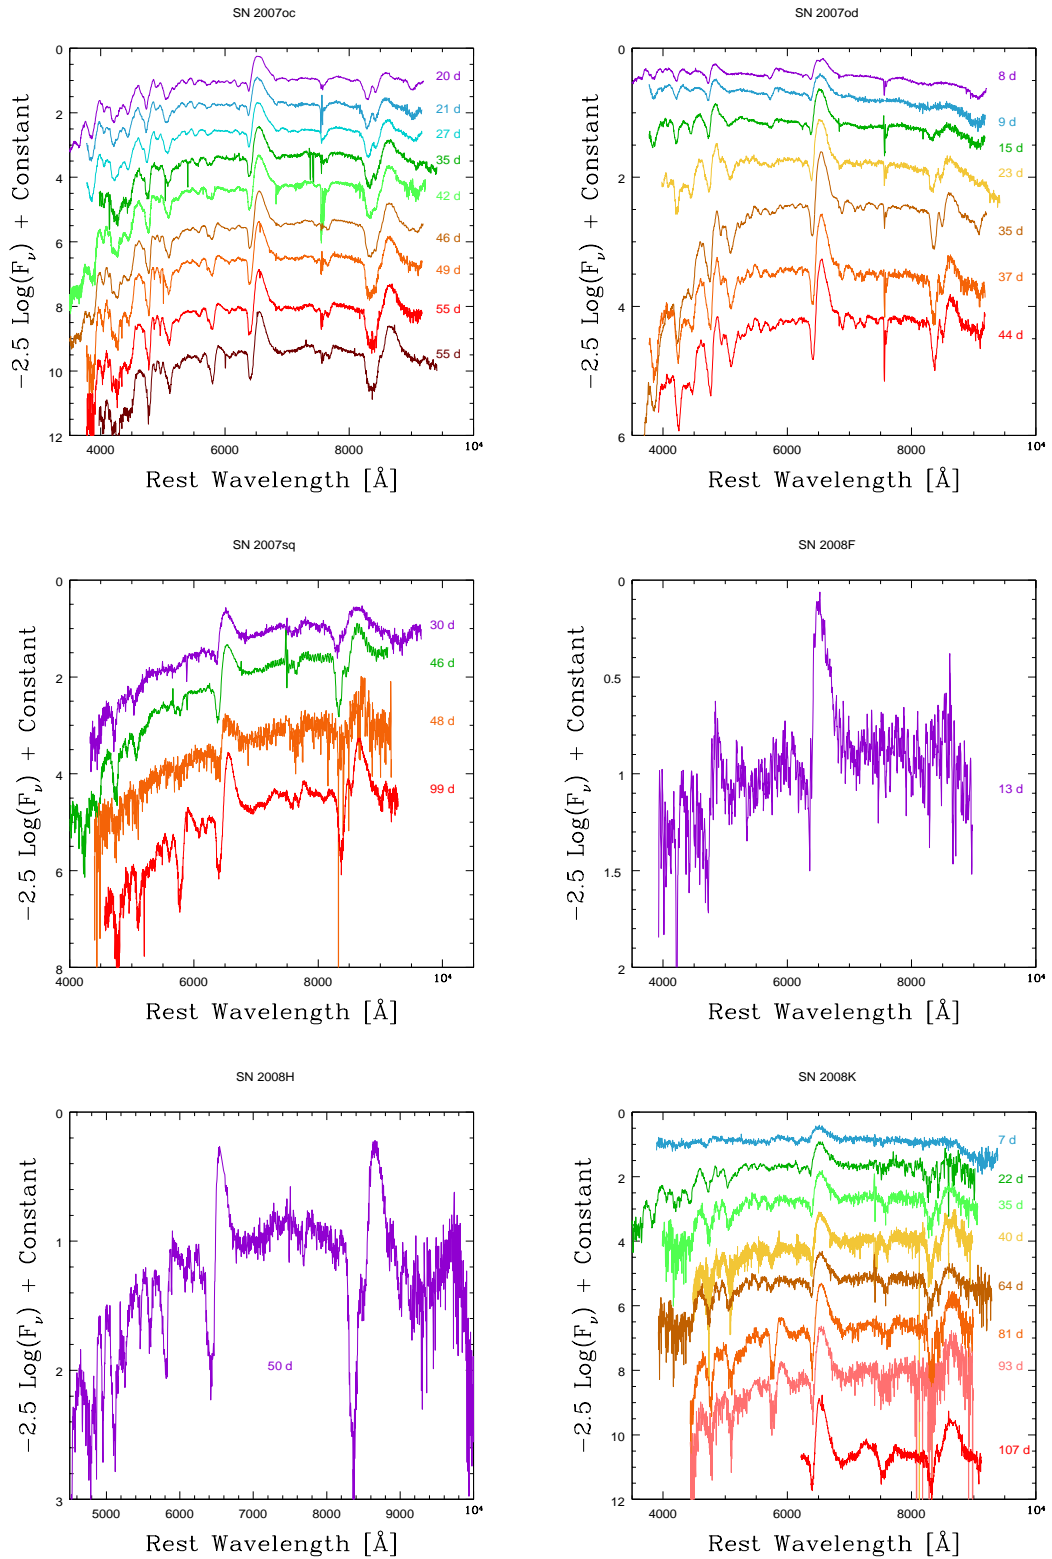 SN 2007oc
0
2
4
6
8
10
12
20 d
21 d
27 d
35 d
42 d
46 d
49 d
55 d
55 d
4000
6000
8000
10⁴
−2.5 Log(Fν) + Constant
Rest Wavelength [Å]
SN 2007od
0
2
4
6
8 d
9 d
15 d
23 d
35 d
37 d
44 d
4000
6000
8000
10⁴
−2.5 Log(Fν) + Constant
Rest Wavelength [Å]
SN 2007sq
0
2
4
6
8
30 d
46 d
48 d
99 d
4000
6000
8000
10⁴
−2.5 Log(Fν) + Constant
Rest Wavelength [Å]
SN 2008F
0
0.5
1
1.5
2
13 d
4000
6000
8000
10⁴
−2.5 Log(Fν) + Constant
Rest Wavelength [Å]
SN 2008H
0
1
2
3
50 d
5000
6000
7000
8000
9000
10⁴
−2.5 Log(Fν) + Constant
Rest Wavelength [Å]
SN 2008K
0
2
4
6
8
10
12
7 d
22 d
35 d
40 d
64 d
81 d
93 d
107 d
4000
6000
8000
10⁴
−2.5 Log(Fν) + Constant
Rest Wavelength [Å]